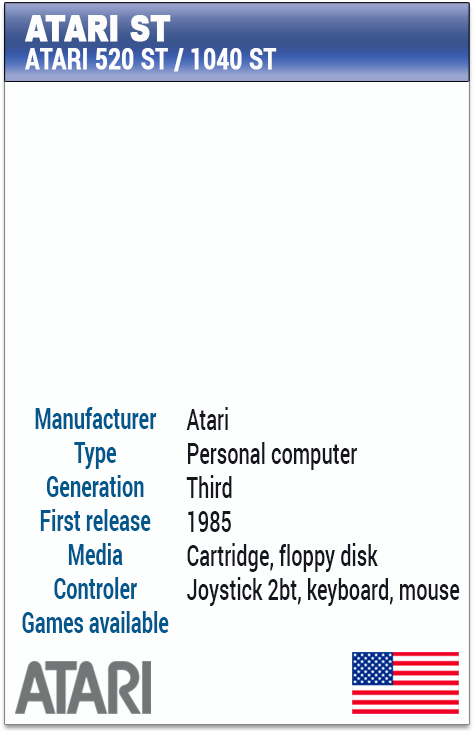 ATARI ST
ATARI 520 ST / 1040 ST
Manufacturer Atari
Type Personal computer
Generation Third
First release 1985
Media Cartridge, floppy disk
Controler Joystick 2bt, keyboard, mouse
Games available
ATARI